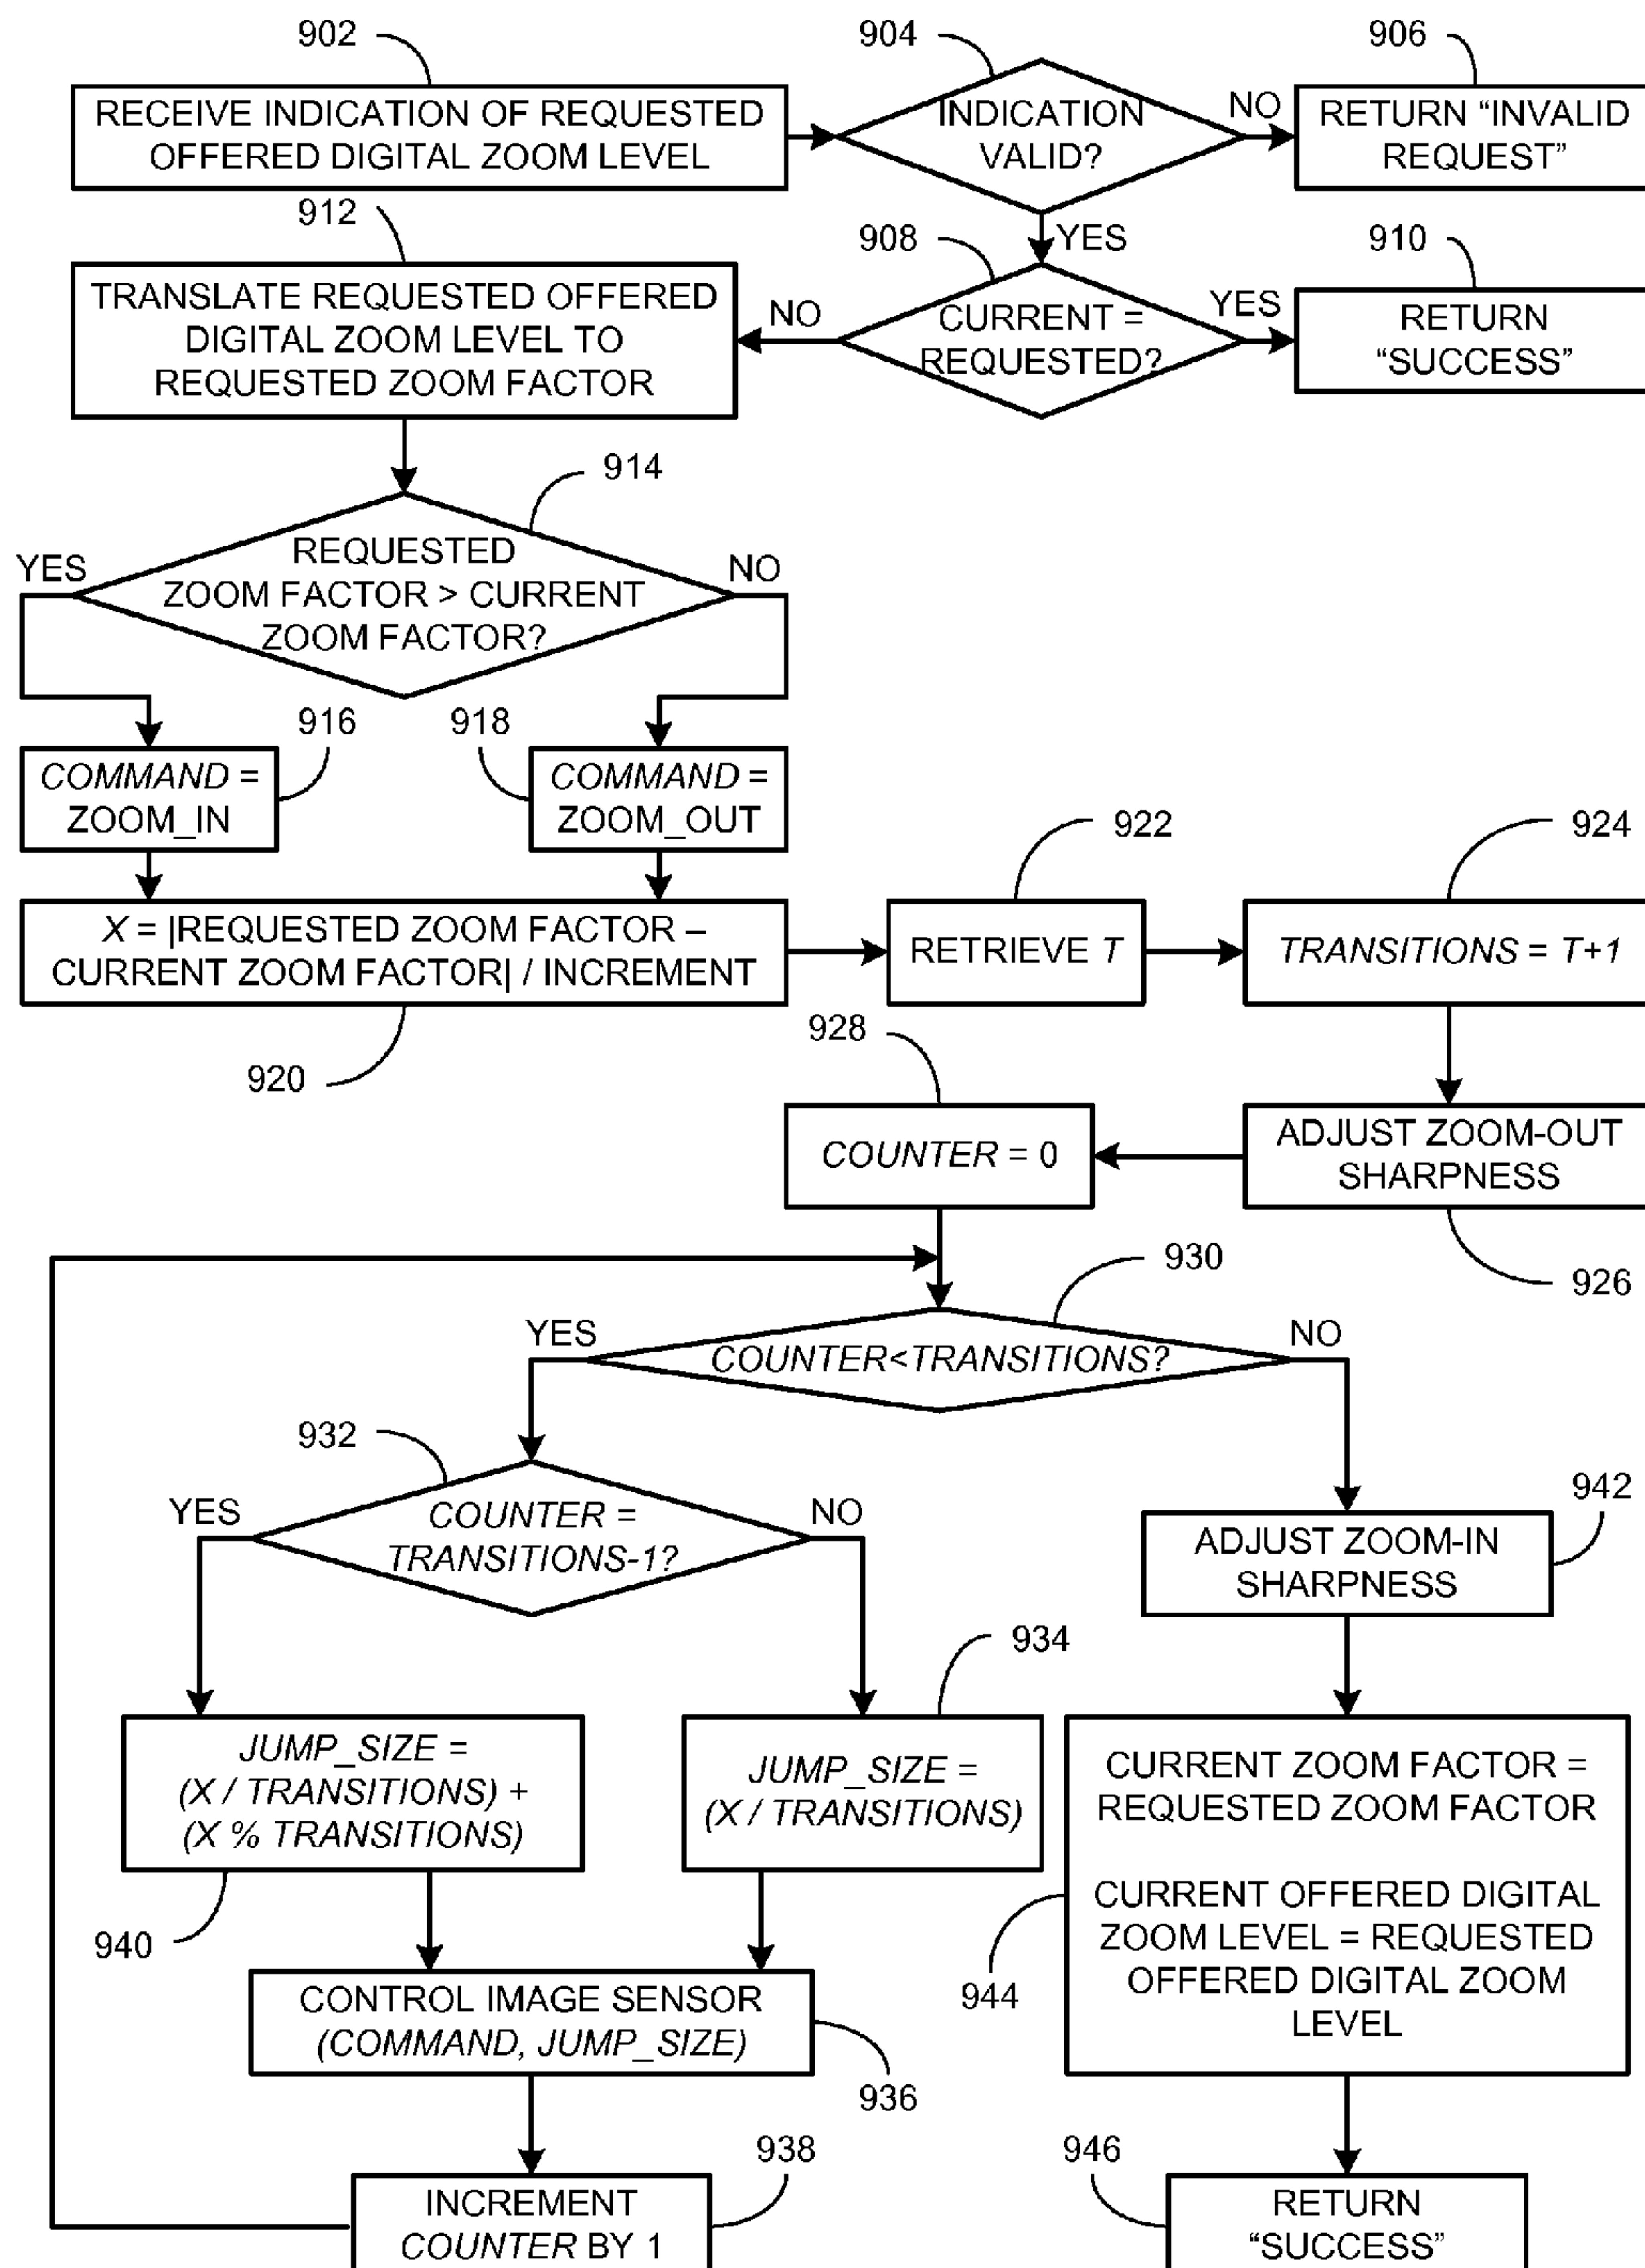 902
904
906
RECEIVE INDICATION OF REQUESTED
OFFERED DIGITAL ZOOM LEVEL
INDICATION
VALID?
NO
RETURN “INVALID
REQUEST”
912
908
YES
910
TRANSLATE REQUESTED OFFERED
DIGITAL ZOOM LEVEL TO
REQUESTED ZOOM FACTOR
NO
CURRENT =
REQUESTED?
YES
RETURN
“SUCCESS”
914
YES
REQUESTED
ZOOM FACTOR > CURRENT
ZOOM FACTOR?
NO
916
918
COMMAND =
ZOOM_IN
COMMAND =
ZOOM_OUT
922
924
X = |REQUESTED ZOOM FACTOR –
CURRENT ZOOM FACTOR| / INCREMENT
RETRIEVE T
TRANSITIONS = T+1
920
928
COUNTER = 0
ADJUST ZOOM-OUT
SHARPNESS
926
930
YES
COUNTER<TRANSITIONS?
NO
932
YES
COUNTER =
TRANSITIONS-1?
NO
942
ADJUST ZOOM-IN
SHARPNESS
934
JUMP_SIZE =
(X / TRANSITIONS) +
(X % TRANSITIONS)
JUMP_SIZE =
(X / TRANSITIONS)
CURRENT ZOOM FACTOR =
REQUESTED ZOOM FACTOR
CURRENT OFFERED DIGITAL
ZOOM LEVEL = REQUESTED
OFFERED DIGITAL ZOOM
LEVEL
940
944
CONTROL IMAGE SENSOR
(COMMAND, JUMP_SIZE)
936
938
946
INCREMENT
COUNTER BY 1
RETURN
“SUCCESS”